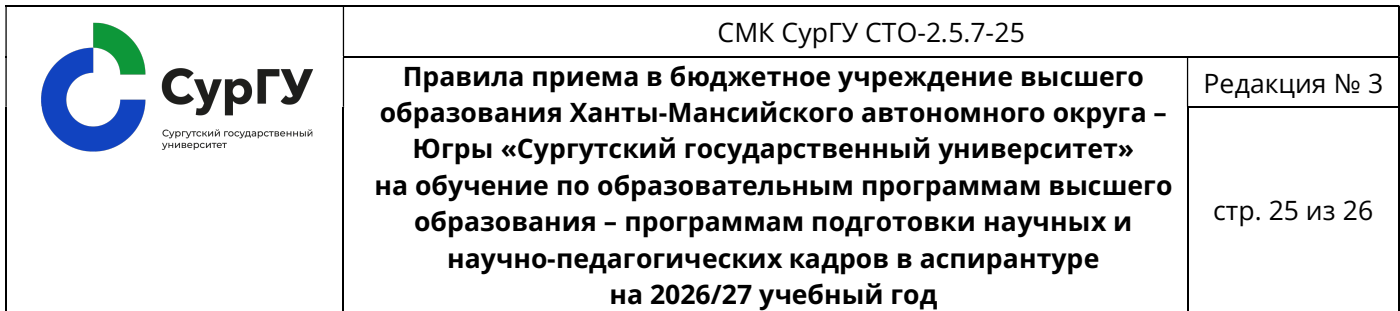 СурГУ
Сургутский государственный
университет
СМК СурГУ СТО-2.5.7-25
Правила приема в бюджетное учреждение высшего
образования Ханты-Мансийского автономного округа –
Югры «Сургутский государственный университет»
на обучение по образовательным программам высшего
образования – программам подготовки научных и
научно-педагогических кадров в аспирантуре
на 2026/27 учебный год
Редакция № 3
стр. 25 из 26